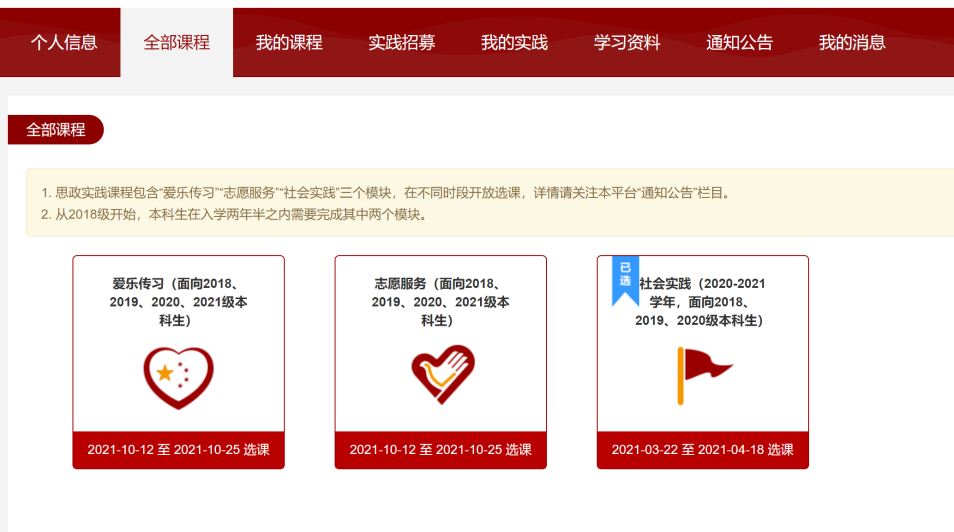 个人信息 全部课程 我的课程 实践招募 我的实践 学习资料 通知公告 我的消息
全部课程
1. 思政实践课程包含“爱乐传习”“志愿服务”“社会实践”三个模块，在不同时段开放选课，详情请关注本平台“通知公告”栏目。
2. 从2018级开始，本科生在入学两年半之内需要完成其中两个模块。
爱乐传习（面向2018、
2019、2020、2021级本
科生）
2021-10-12 至 2021-10-25 选课
志愿服务（面向2018、
2019、2020、2021级本
科生）
2021-10-12 至 2021-10-25 选课
已选
社会实践（2020-2021
学年，面向2018、
2019、2020级本科生）
2021-03-22 至 2021-04-18 选课